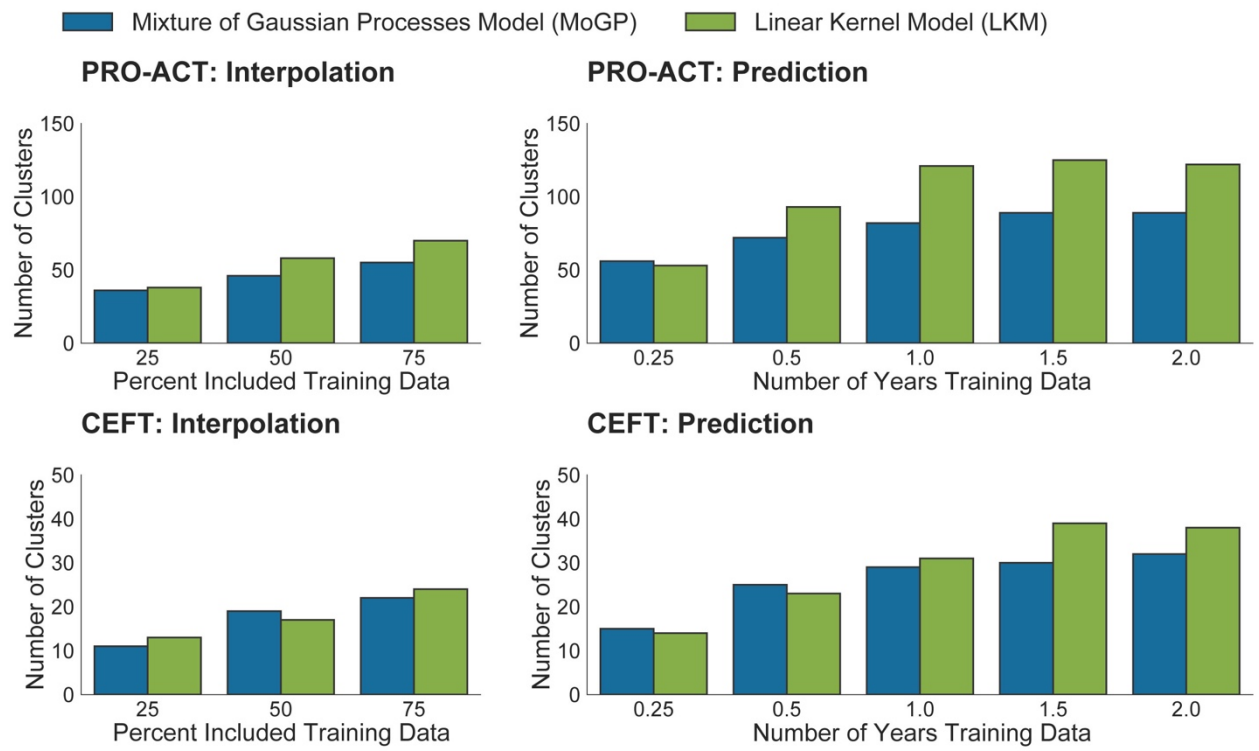 Mixture of Gaussian Processes Model (MoGP) Linear Kernel Model (LKM)
PRO-ACT: Interpolation
150
100
50
0
Number of Clusters
25 50 75
Percent Included Training Data
PRO-ACT: Prediction
150
100
50
0
Number of Clusters
0.25 0.5 1.0 1.5 2.0
Number of Years Training Data
CEFT: Interpolation
50
40
30
20
10
0
Number of Clusters
25 50 75
Percent Included Training Data
CEFT: Prediction
50
40
30
20
10
0
Number of Clusters
0.25 0.5 1.0 1.5 2.0
Number of Years Training Data